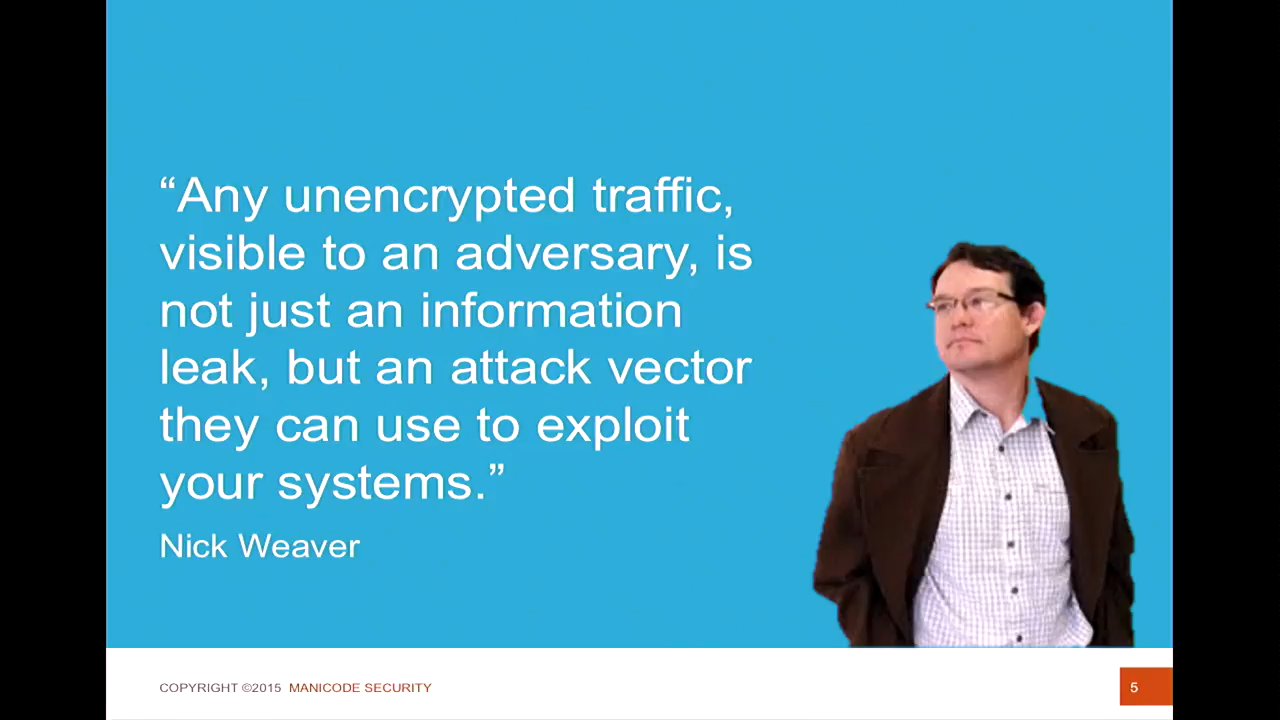 “Any unencrypted traffic,
visible to an adversary, is
not just an information
leak, but an attack vector
they can use to exploit
your systems.”
Nick Weaver
COPYRIGHT ©2015 MANICODE SECURITY
5